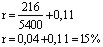 r = 216/5400 + 0,11
r = 0,04 + 0,11 = 15%